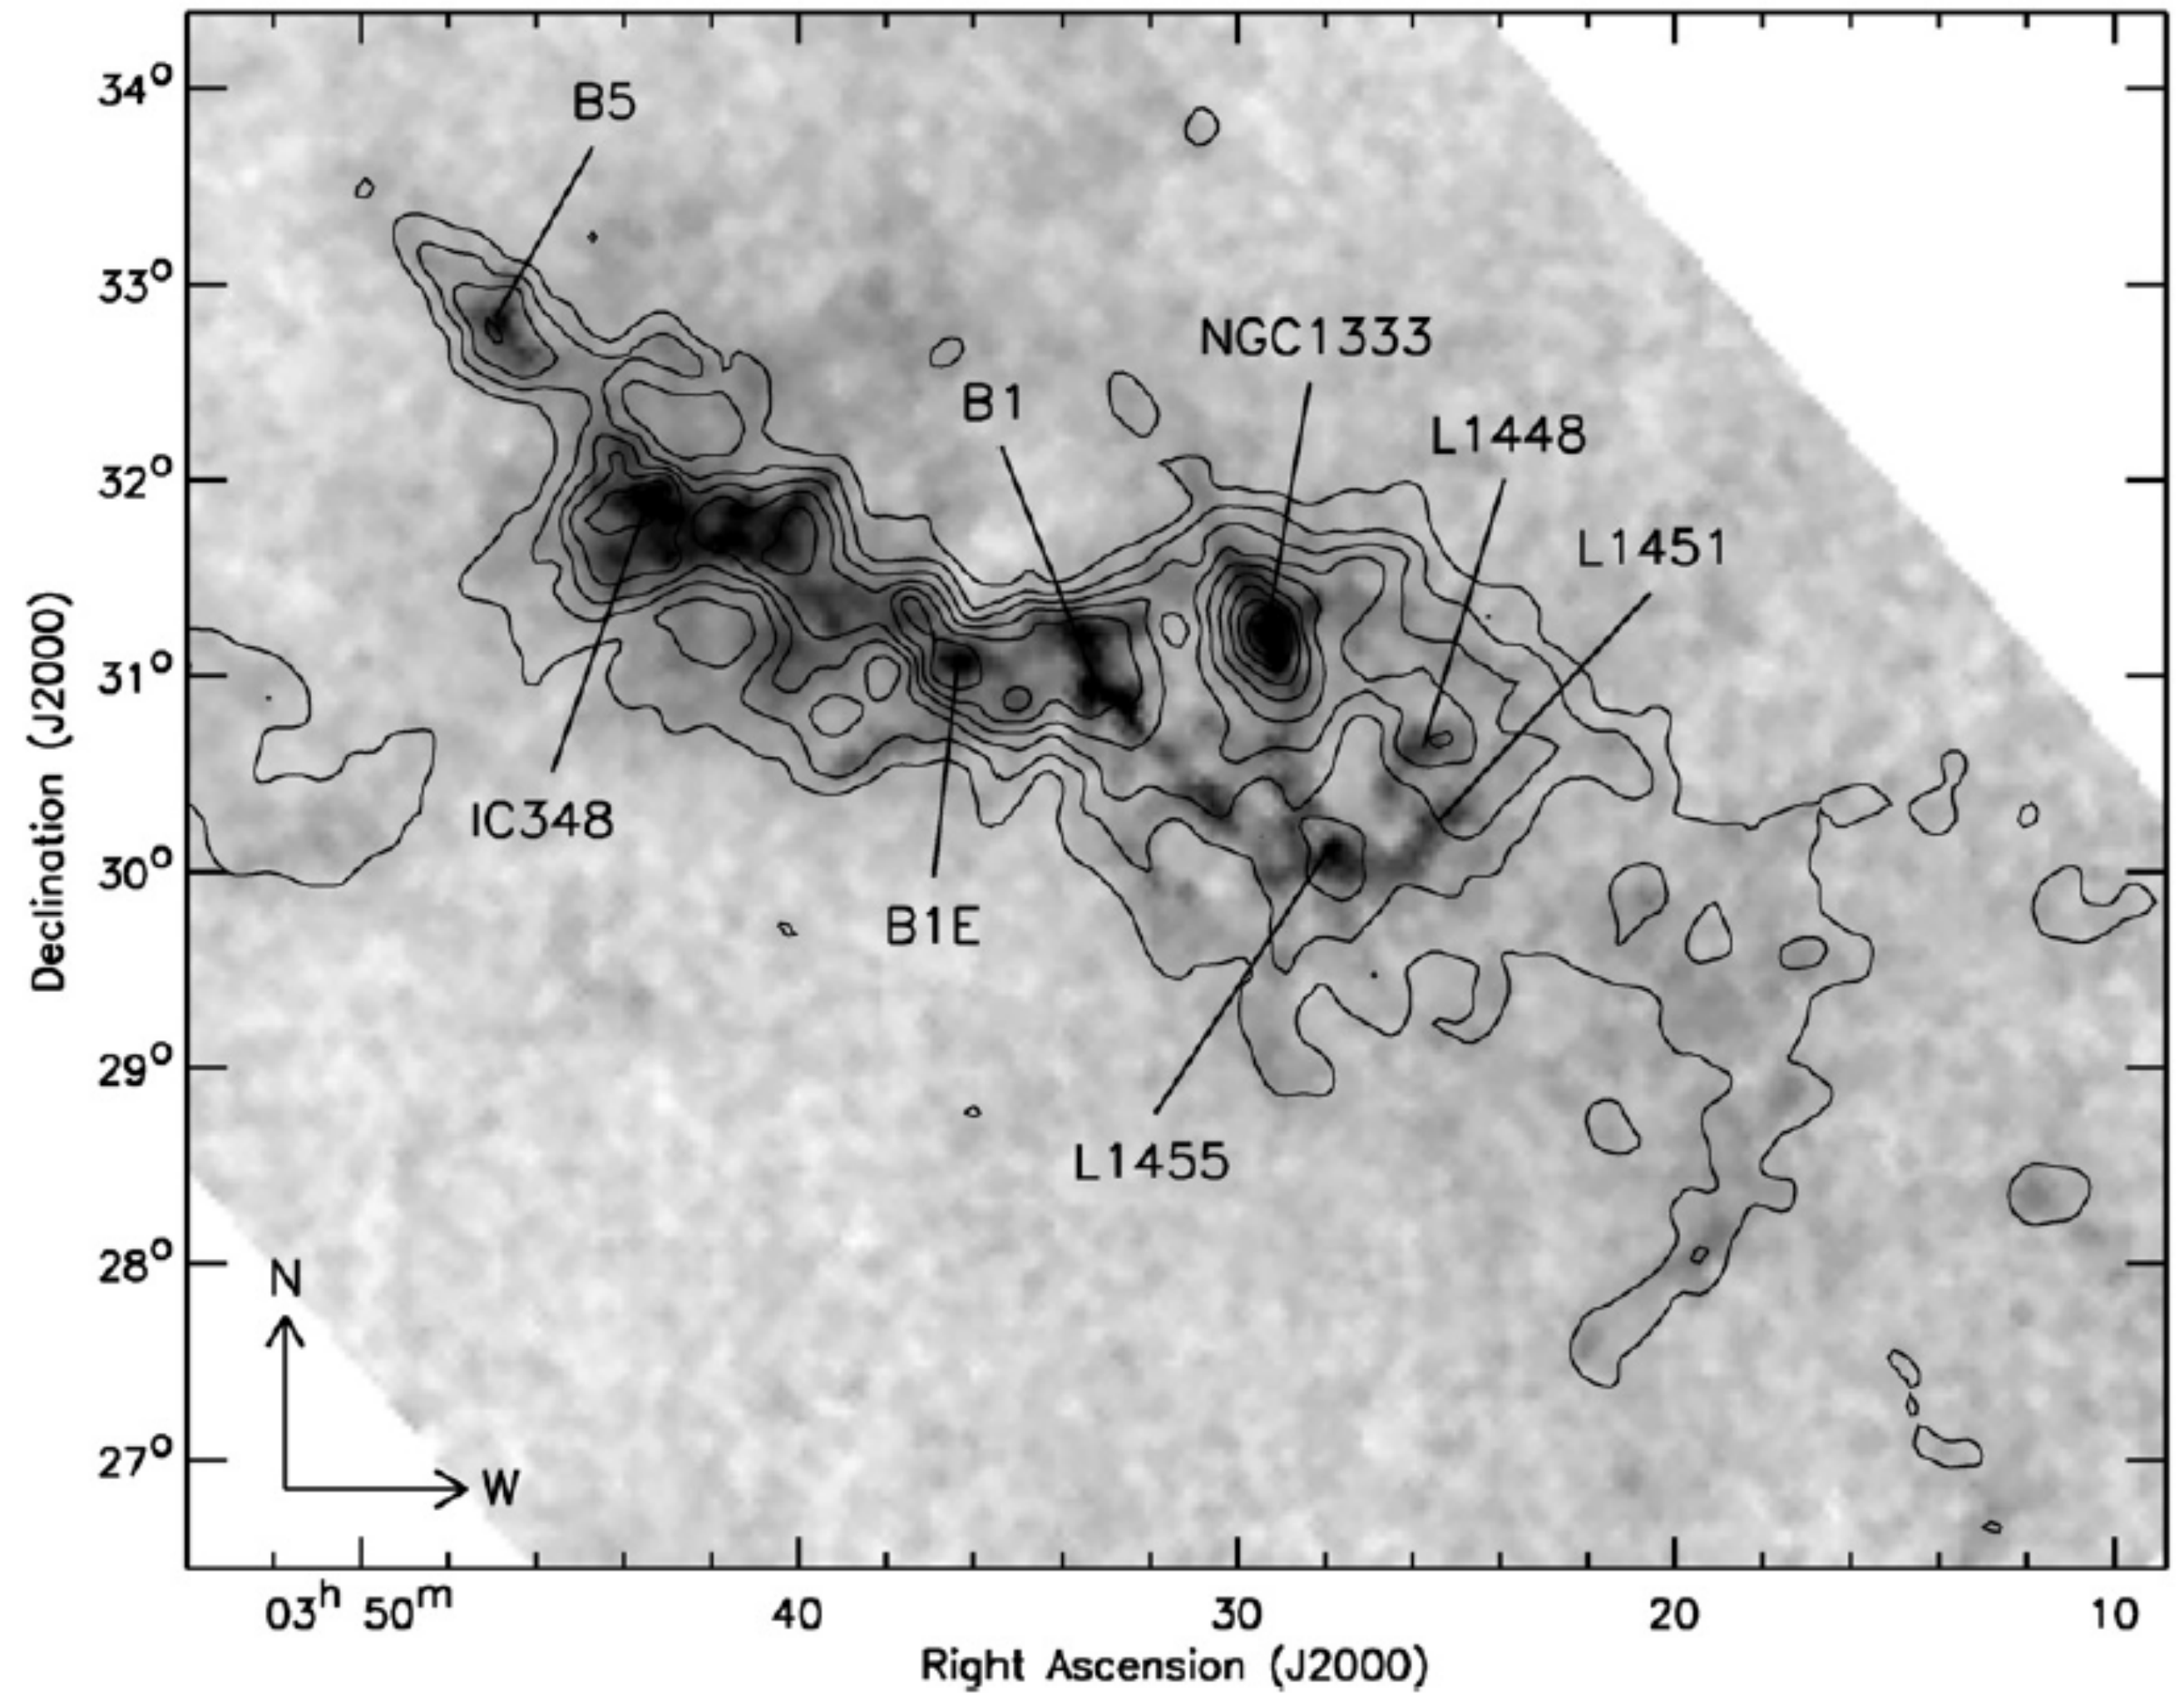 34°
B5
33°
NGC1333
B1
L1448
32°
L1451
31°
Declination (J2000)
IC348
30°
B1E
29°
L1455
28°
N
27°
W
03h 50m
40
30
20
10
Right Ascension (J2000)